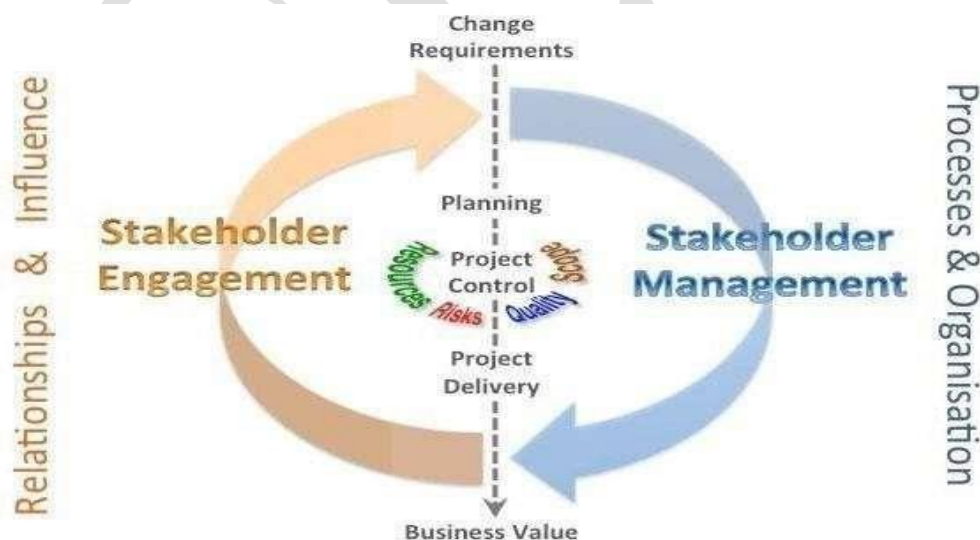 Change
Requirements
Relationships & Influence
Stakeholder
Engagement
Planning
Resources
Risks
Project
Control
Scope
Quality
Project
Delivery
Stakeholder
Management
Processes & Organisation
Business Value